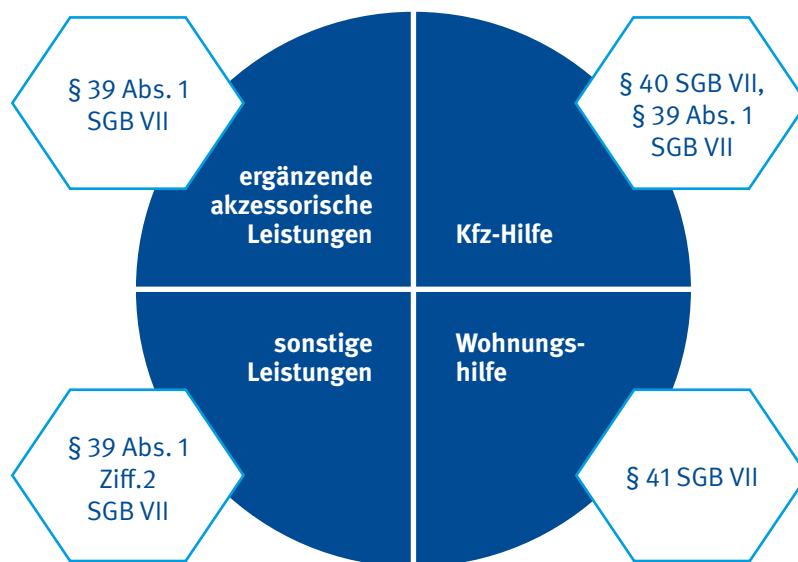 § 39 Abs. 1
SGB VII
§ 40 SGB VII,
§ 39 Abs. 1
SGB VII
ergänzende
akzessorische
Leistungen
Kfz-Hilfe
sonstige
Leistungen
Wohnungs-
hilfe
§ 39 Abs. 1
Ziff.2
SGB VII
§ 41 SGB VII